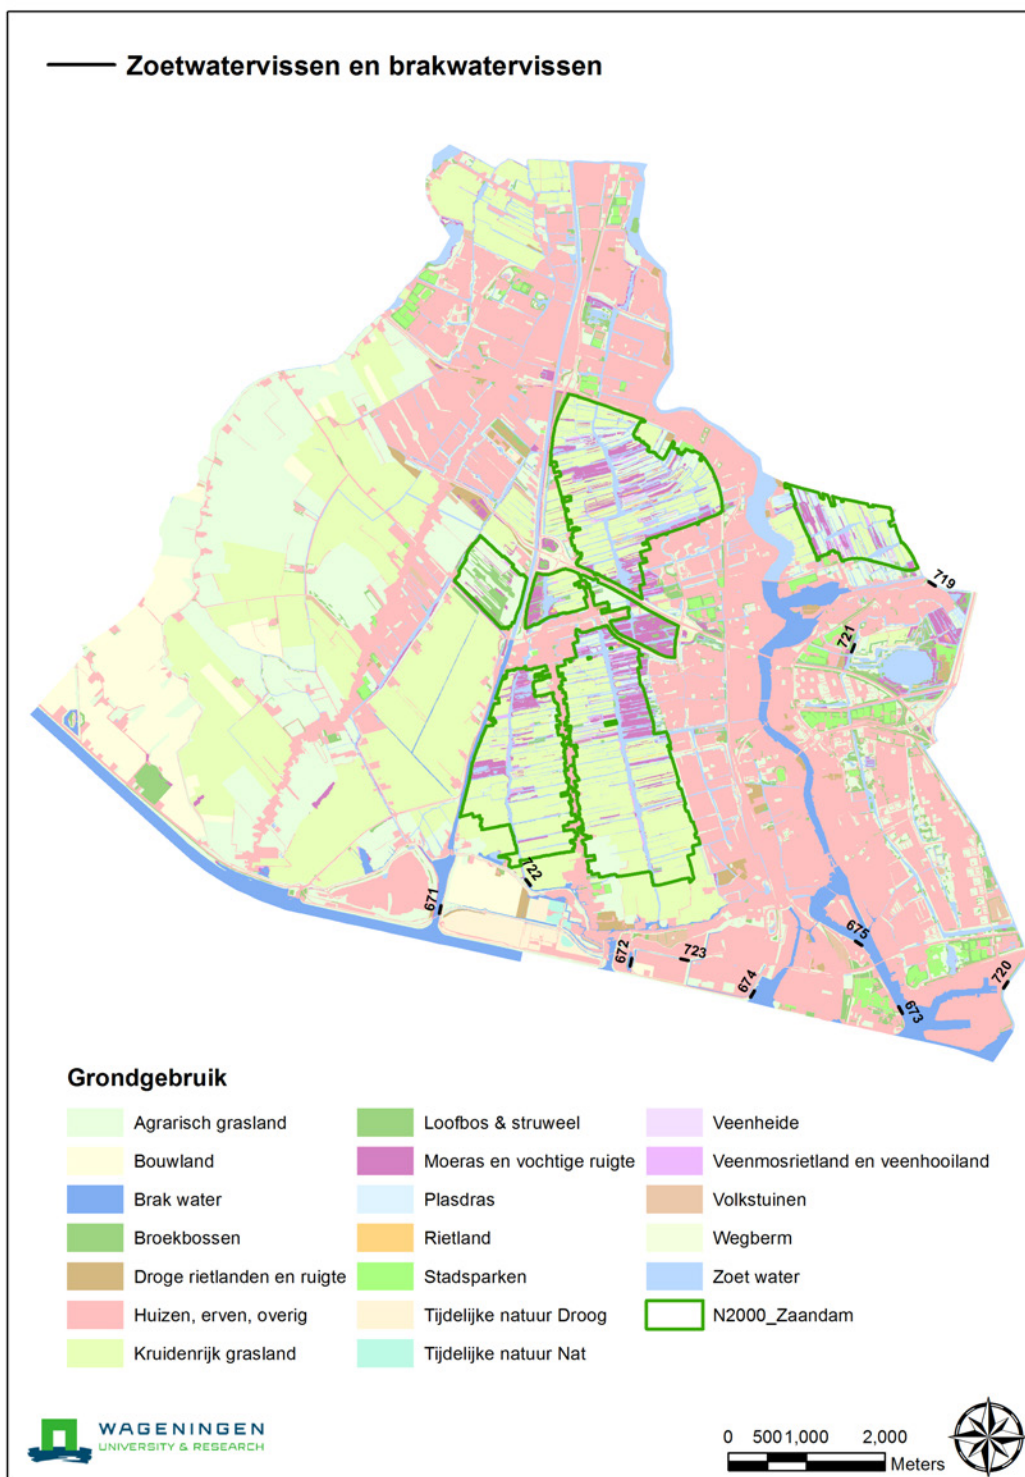 Zoetwatervissen en brakwatervissen
719
721
722
671
672
723
674
675
673
720
Grondgebruik
Agrarisch grasland
Bouwland
Brak water
Broekbossen
Droge rietlanden en ruigte
Huizen, erven, overig
Kruidenrijk grasland
Loofbos & struweel
Moeras en vochtige ruigte
Plasdras
Rietland
Stadsparken
Tijdelijke natuur Droog
Tijdelijke natuur Nat
Veenheide
Veenmosrietland en veenhooiland
Volkstuinen
Wegberm
Zoet water
N2000_Zaandam
WAGENINGEN
UNIVERSITY & RESEARCH
0 500 1,000 2,000
Meters